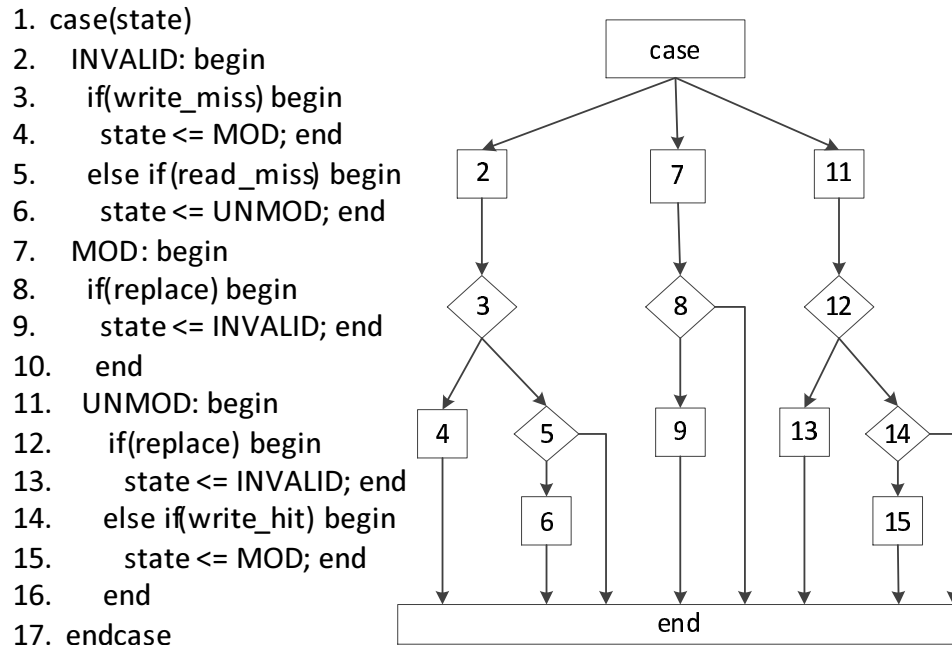 1. case(state)
2. INVALID: begin
3. if(write_miss) begin
4. state <= MOD; end
5. else if(read_miss) begin
6. state <= UNMOD; end
7. MOD: begin
8. if(replace) begin
9. state <= INVALID; end
10. end
11. UNMOD: begin
12. if(replace) begin
13. state <= INVALID; end
14. else if(write_hit) begin
15. state <= MOD; end
16. end
17. endcase
case
2 7 11
3 8 12
4 5 9 13 14
6 15
end